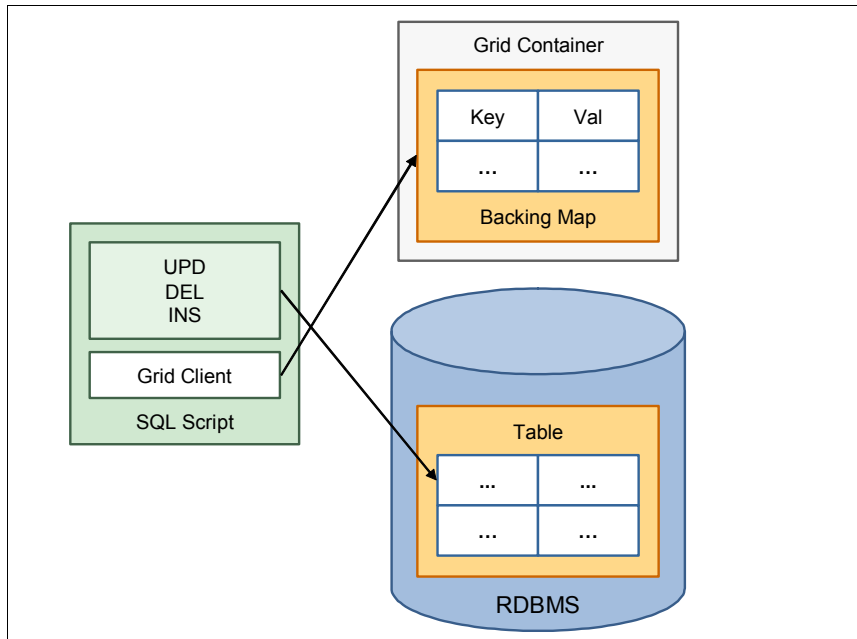 Grid Container
Key Val
... ...
Backing Map
UPD
DEL
INS
Grid Client
SQL Script
Table
... ...
... ...
RDBMS